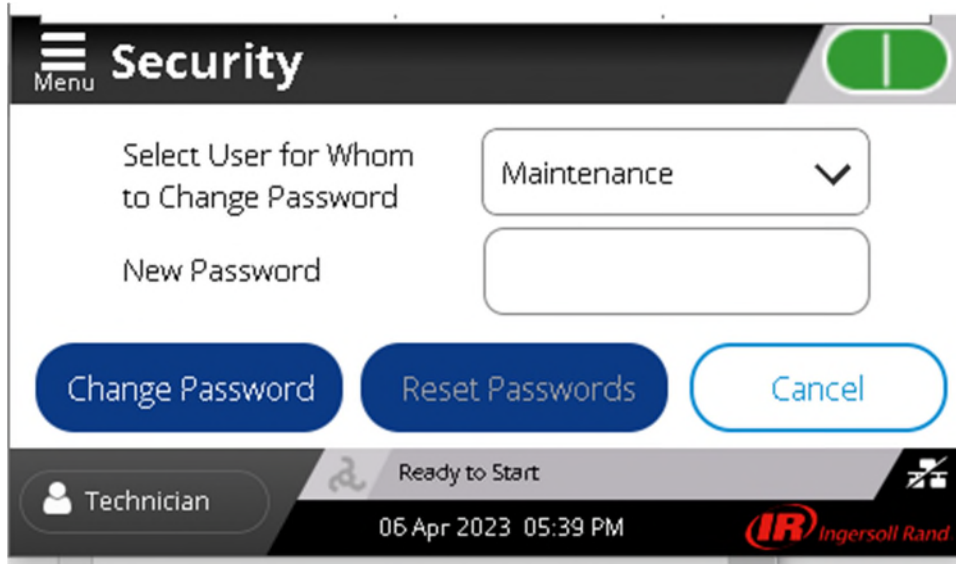 Menu
Security
Select User for Whom
to Change Password
Maintenance
New Password
Change Password
Reset Passwords
Cancel
Technician
Ready to Start
06 Apr 2023 05:39 PM
IR Ingersoll Rand